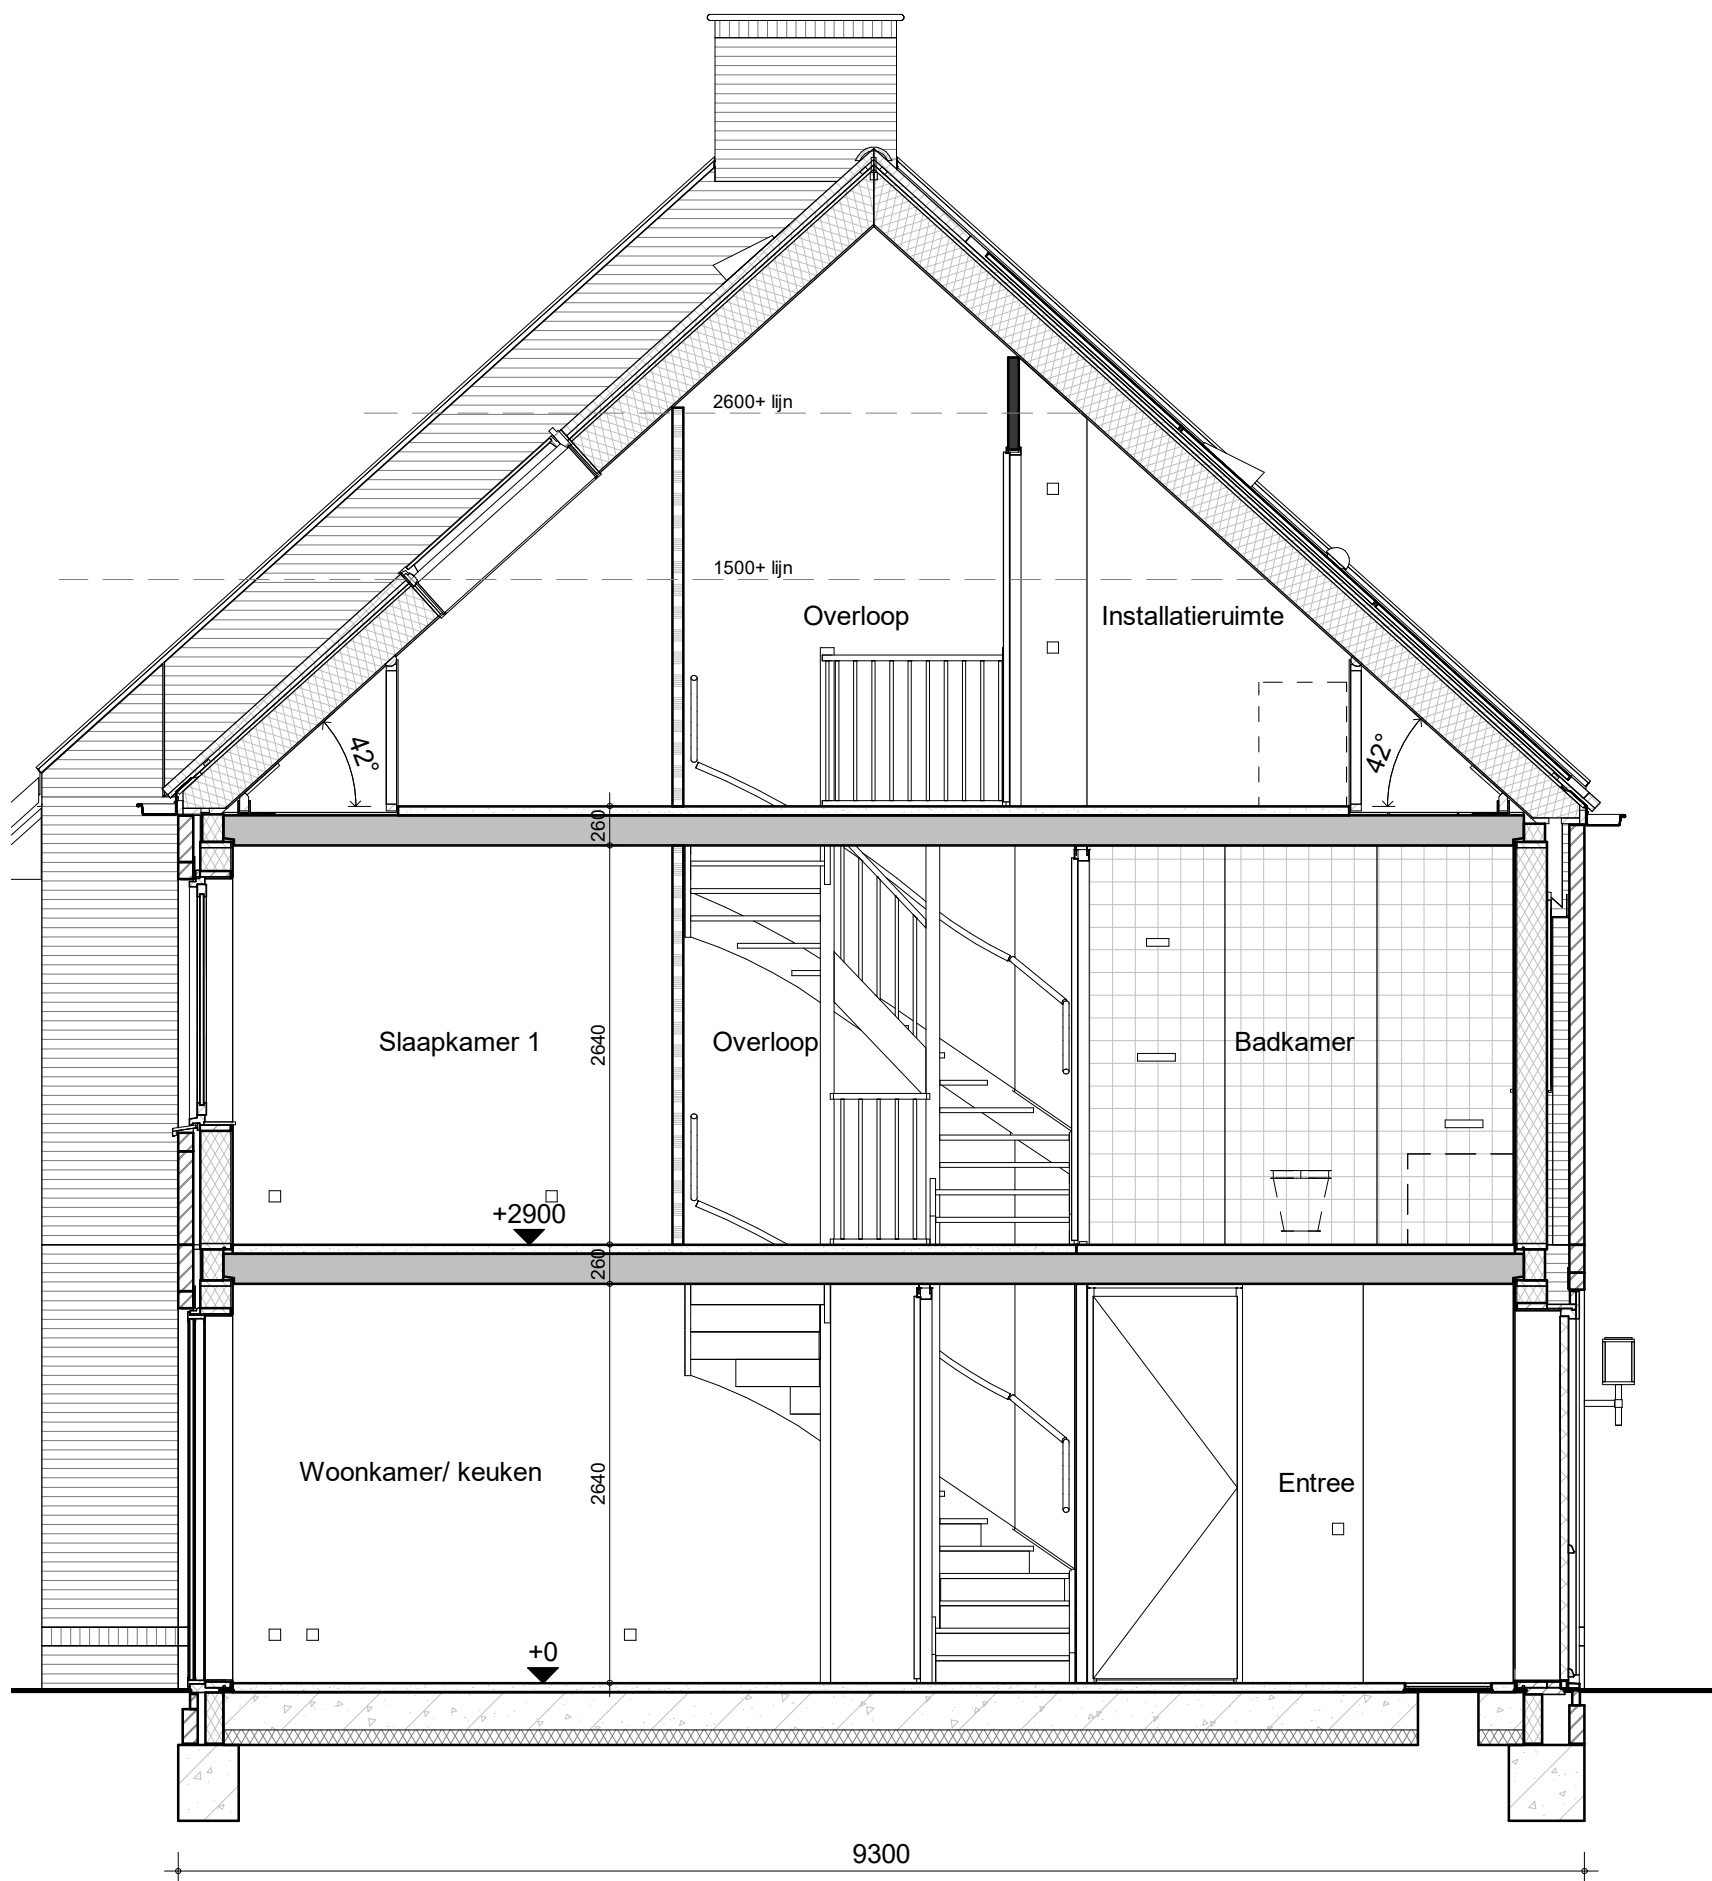 2600+ lijn
1500+ lijn
Overloop
Installatieruimte
42°
42°
260
Slaapkamer 1
2640
Overloop
Badkamer
+2900
260
Woonkamer/ keuken
2640
Entree
+0
9300